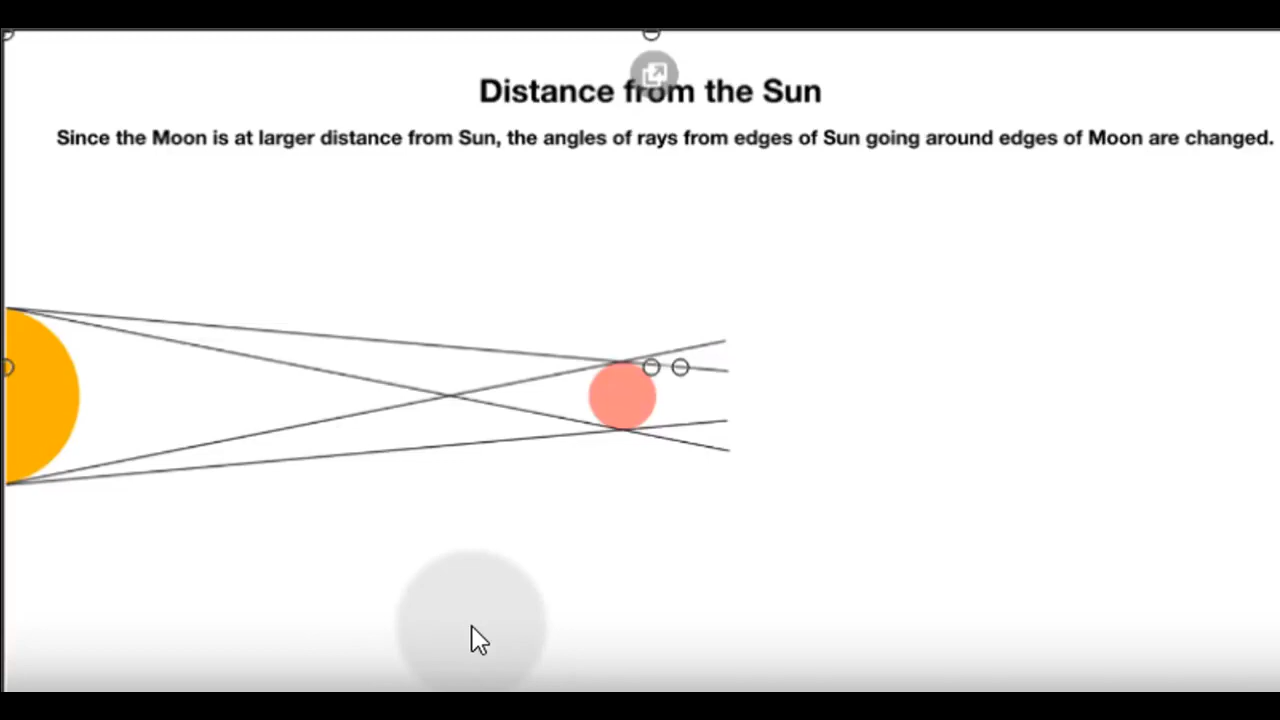 Distance from the Sun
Since the Moon is at larger distance from Sun, the angles of rays from edges of Sun going around edges of Moon are changed.